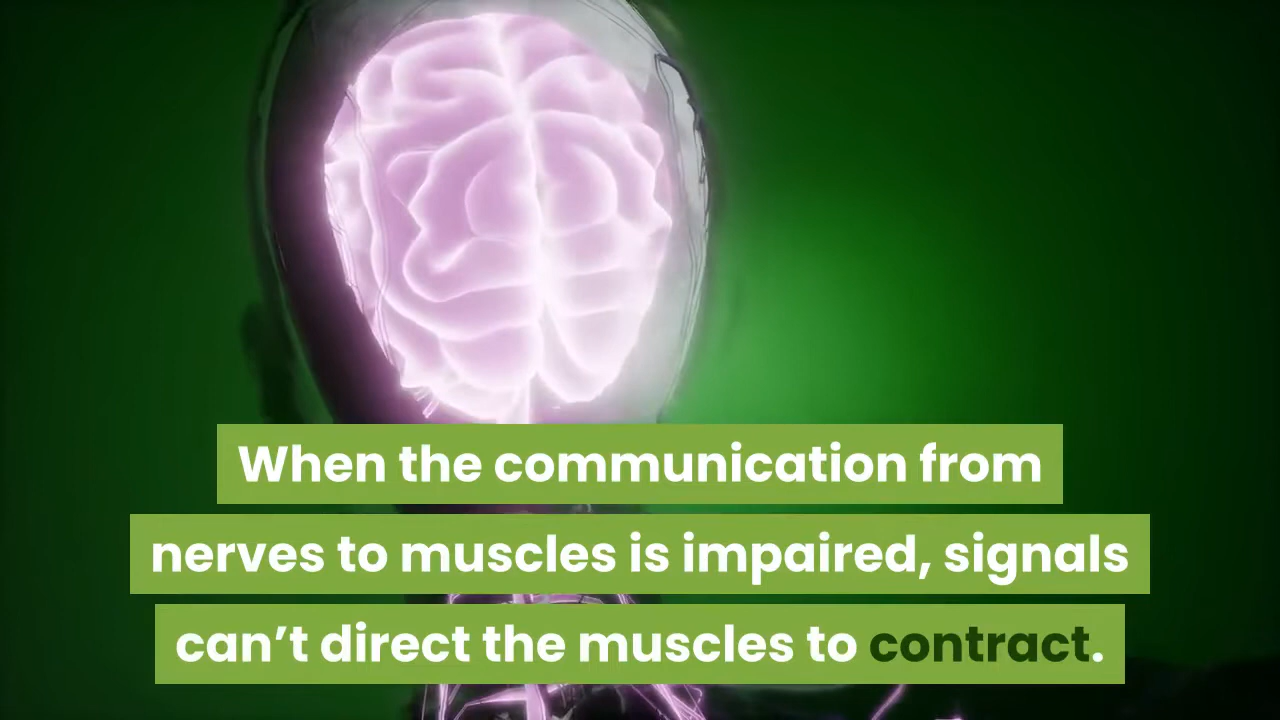 When the communication from
nerves to muscles is impaired, signals
can’t direct the muscles to contract.